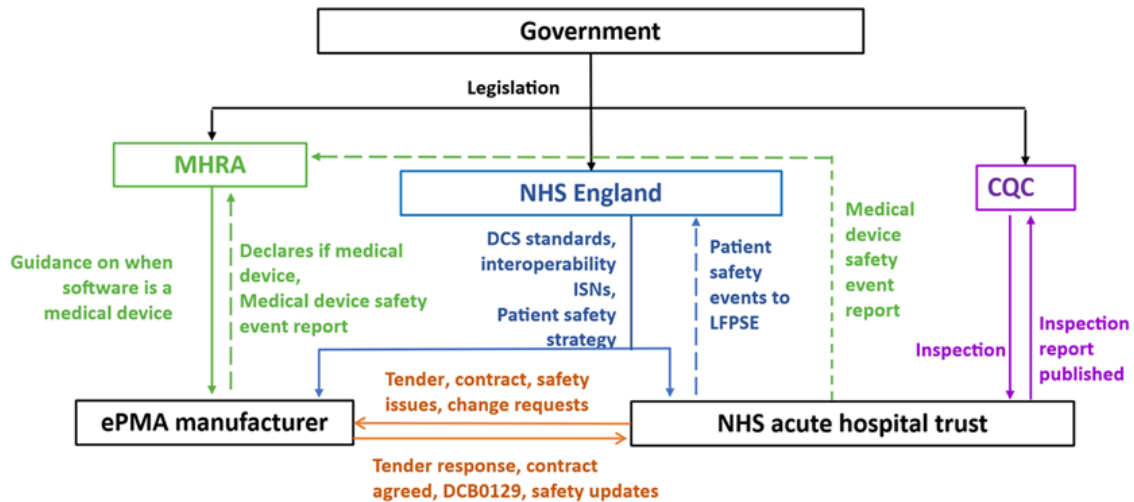 Government
Legislation
MHRA
NHS England
CQC
Guidance on when
software is a
medical device
Declares if medical
device,
Medical device safety
event report
DCS standards,
interoperability
ISNs,
Patient safety
strategy
Patient
safety
events to
LFPSE
Medical
device
safety
event
report
Inspection
Inspection
report
published
Tender, contract, safety
issues, change requests
ePMA manufacturer
NHS acute hospital trust
Tender response, contract
agreed, DCB0129, safety updates